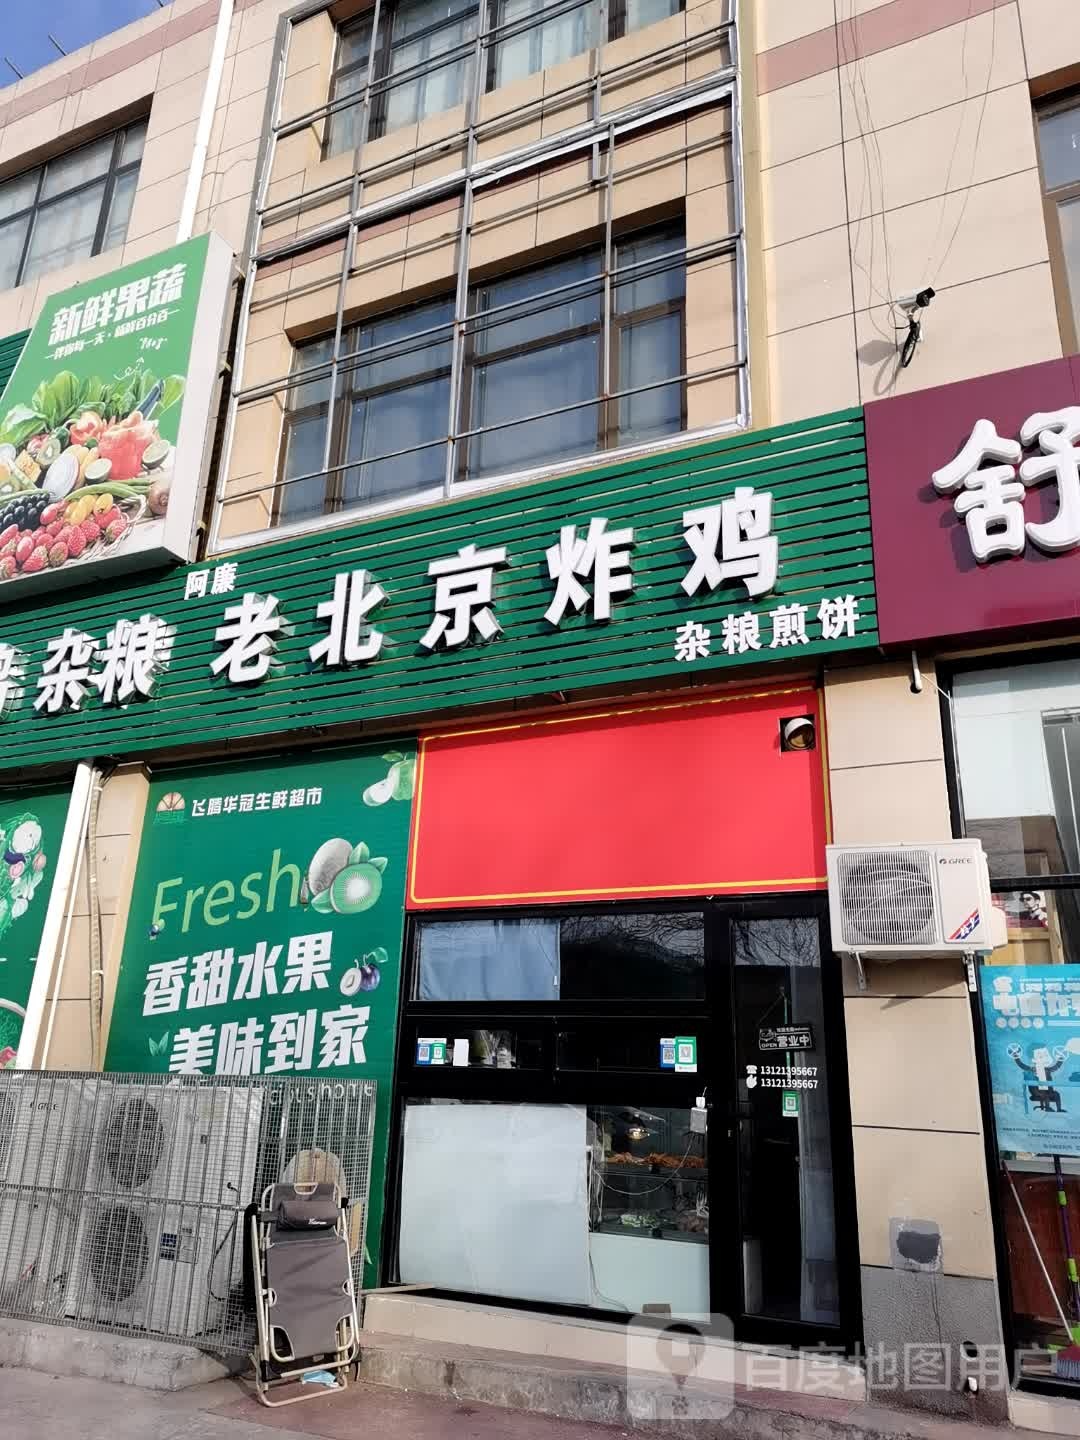 新鲜果蔬
阿廉
杂粮
老北京炸鸡
杂粮煎饼
舒
飞腾华冠生鲜超市
Fresh
香甜水果
美味到家
GREE
OPEN
营业中
13121395667
13121395667
百度地图用户